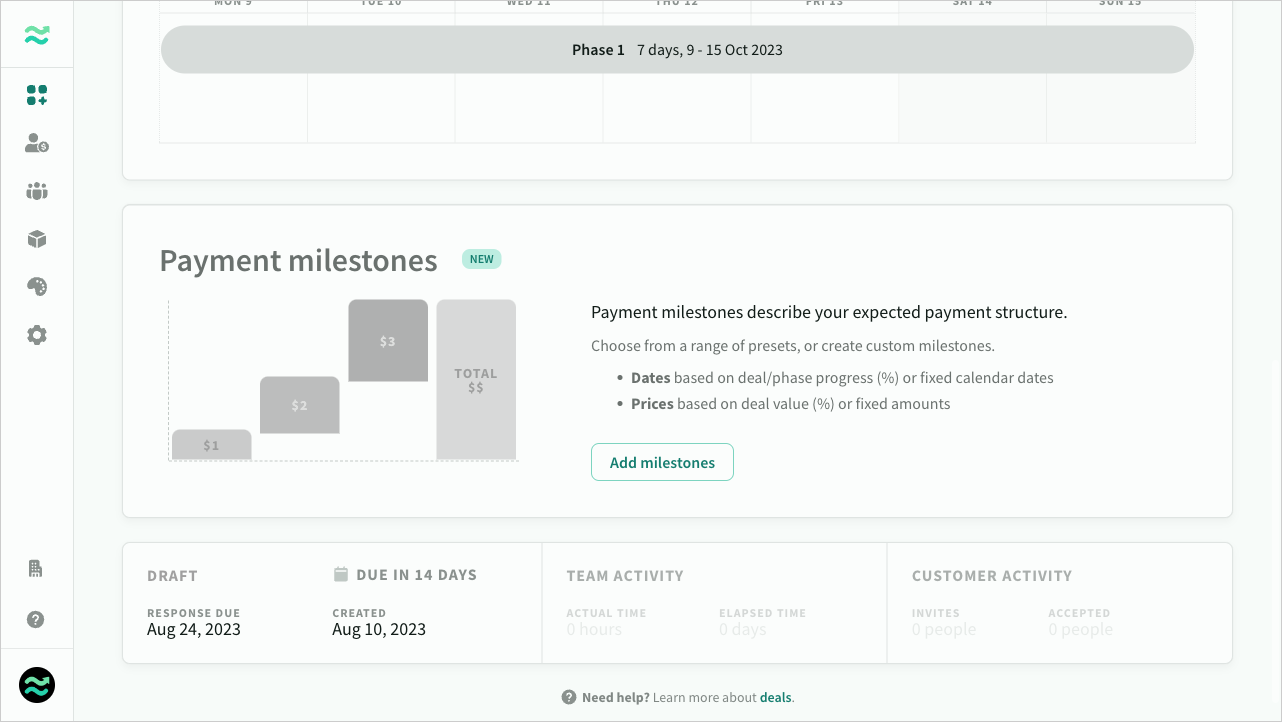 MON 9 TUE 10 WED 11 THU 12 FRI 13 SAT 14 SUN 15
Phase 1 7 days, 9 - 15 Oct 2023
Payment milestones NEW
$3
TOTAL
$$
$2
$1
Payment milestones describe your expected payment structure.
Choose from a range of presets, or create custom milestones.
• Dates based on deal/phase progress (%) or fixed calendar dates
• Prices based on deal value (%) or fixed amounts
Add milestones
DRAFT
DUE IN 14 DAYS
RESPONSE DUE
Aug 24, 2023
CREATED
Aug 10, 2023
TEAM ACTIVITY
ACTUAL TIME
0 hours
ELAPSED TIME
0 days
CUSTOMER ACTIVITY
INVITES
0 people
ACCEPTED
0 people
Need help? Learn more about deals.